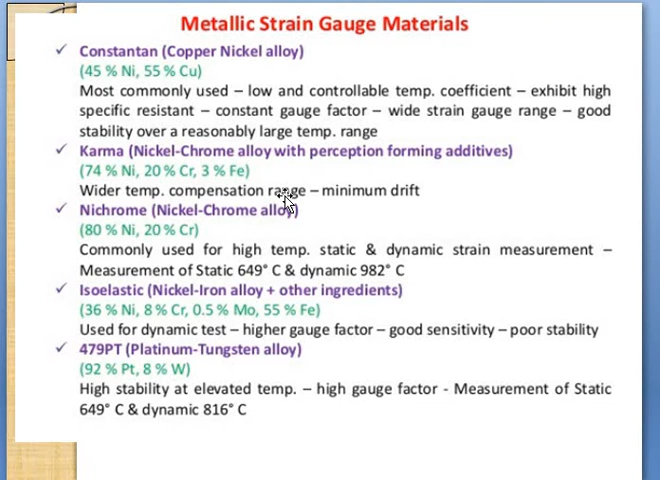 Metallic Strain Gauge Materials
✓ Constantan (Copper Nickel alloy)
(45 % Ni, 55 % Cu)
Most commonly used – low and controllable temp. coefficient – exhibit high
specific resistant – constant gauge factor – wide strain gauge range – good
stability over a reasonably large temp. range
✓ Karma (Nickel-Chrome alloy with perception forming additives)
(74 % Ni, 20 % Cr, 3 % Fe)
Wider temp. compensation range – minimum drift
✓ Nichrome (Nickel-Chrome alloy)
(80 % Ni, 20 % Cr)
Commonly used for high temp. static & dynamic strain measurement –
Measurement of Static 649° C & dynamic 982° C
✓ Isoelastic (Nickel-Iron alloy + other ingredients)
(36 % Ni, 8 % Cr, 0.5 % Mo, 55 % Fe)
Used for dynamic test – higher gauge factor – good sensitivity – poor stability
✓ 479PT (Platinum-Tungsten alloy)
(92 % Pt, 8 % W)
High stability at elevated temp. – high gauge factor - Measurement of Static
649° C & dynamic 816° C